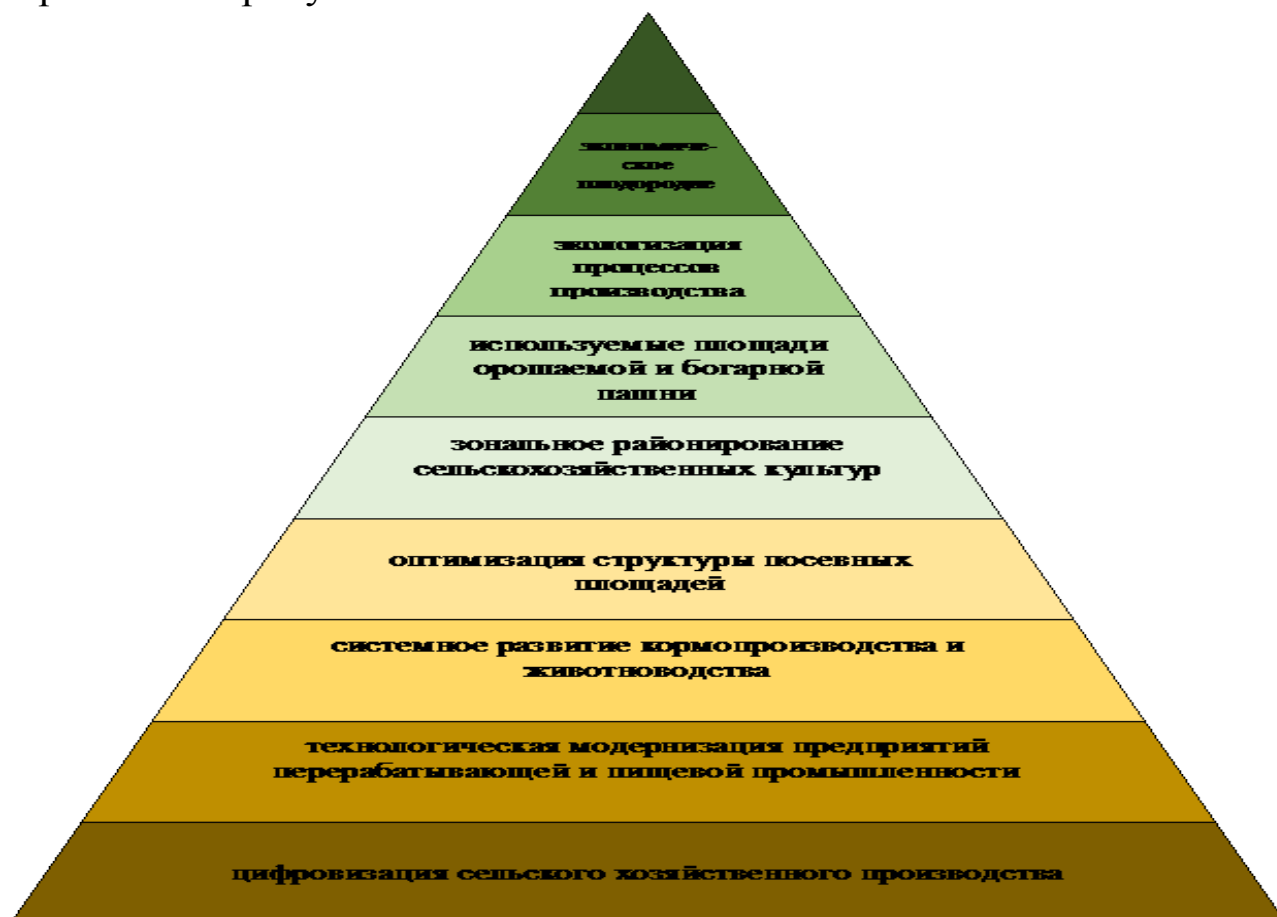 экономиче-
ское
плодородие
экологизация
процессов
производства
используемые площади
орошаемой и богарной
пашни
зональное районирование
сельскохозяйственных культур
оптимизация структуры посевных
площадей
системное развитие кормопроизводства и
животноводства
технологическая модернизация предприятий
перерабатывающей и пищевой промышленности
цифровизация сельского хозяйственного производства